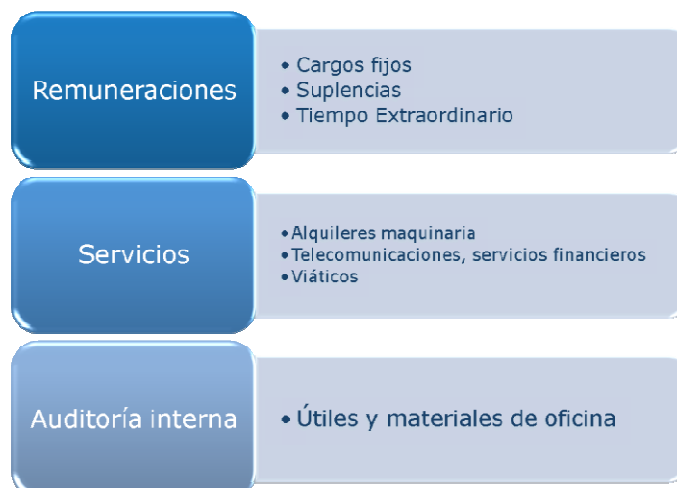 Remuneraciones
• Cargos fijos
• Suplencias
• Tiempo Extraordinario
Servicios
• Alquileres maquinaria
• Telecomunicaciones, servicios financieros
• Viáticos
Auditoría interna
• Útiles y materiales de oficina